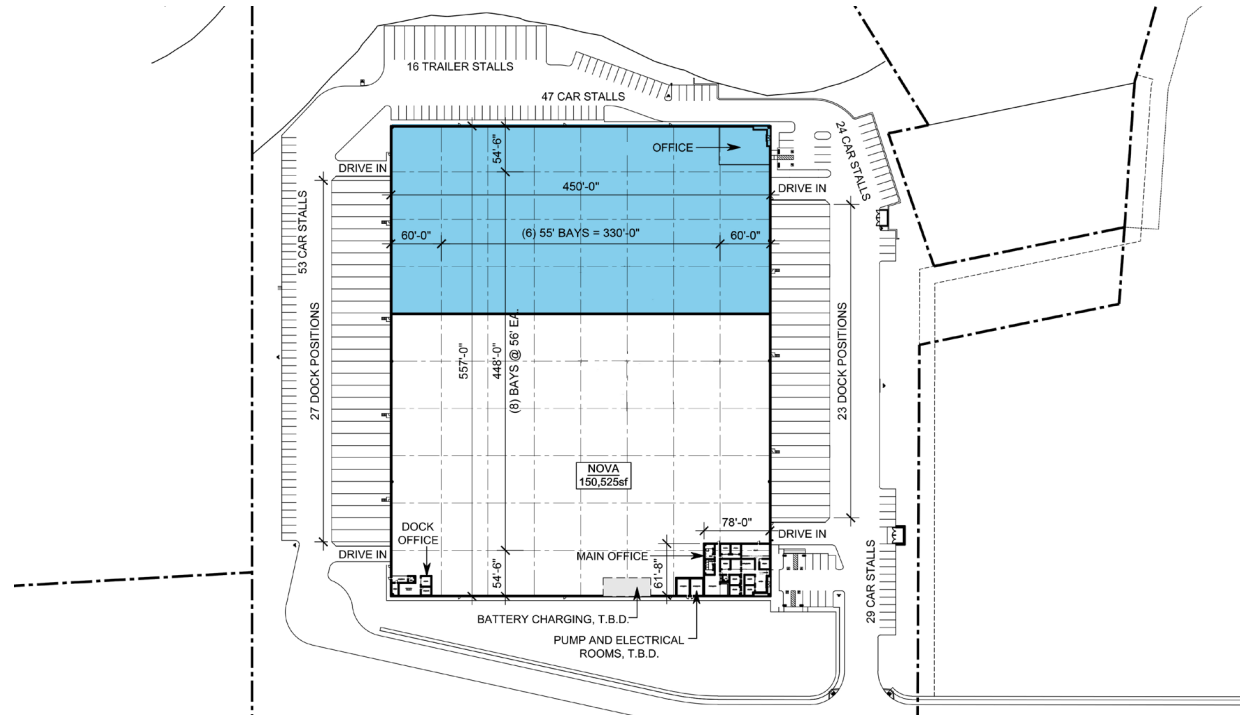 16 TRAILER STALLS
47 CAR STALLS
24 CAR STALLS
54'-6"
OFFICE
DRIVE IN
DRIVE IN
450'-0"
60'-0"
(6) 55' BAYS = 330'-0"
60'-0"
53 CAR STALLS
27 DOCK POSITIONS
557'-0"
448'-0"
(8) BAYS @ 56' EA.
23 DOCK POSITIONS
NOVA
150,525sf
78'-0"
DOCK
OFFICE
DRIVE IN
MAIN OFFICE
DRIVE IN
54'-6"
61'-8"
29 CAR STALLS
BATTERY CHARGING, T.B.D.
PUMP AND ELECTRICAL
ROOMS, T.B.D.